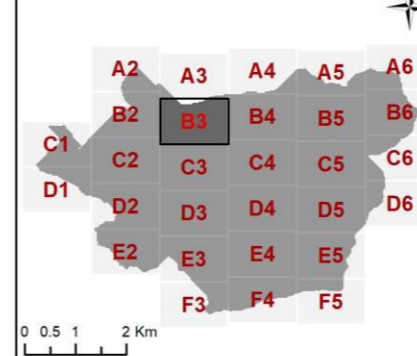 A2 A3 A4 A5 A6
B2 B3 B4 B5 B6
C1 C2 C3 C4 C5 C6
D1 D2 D3 D4 D5 D6
E2 E3 E4 E5
F3 F4 F5
0 0.5 1 2 Km